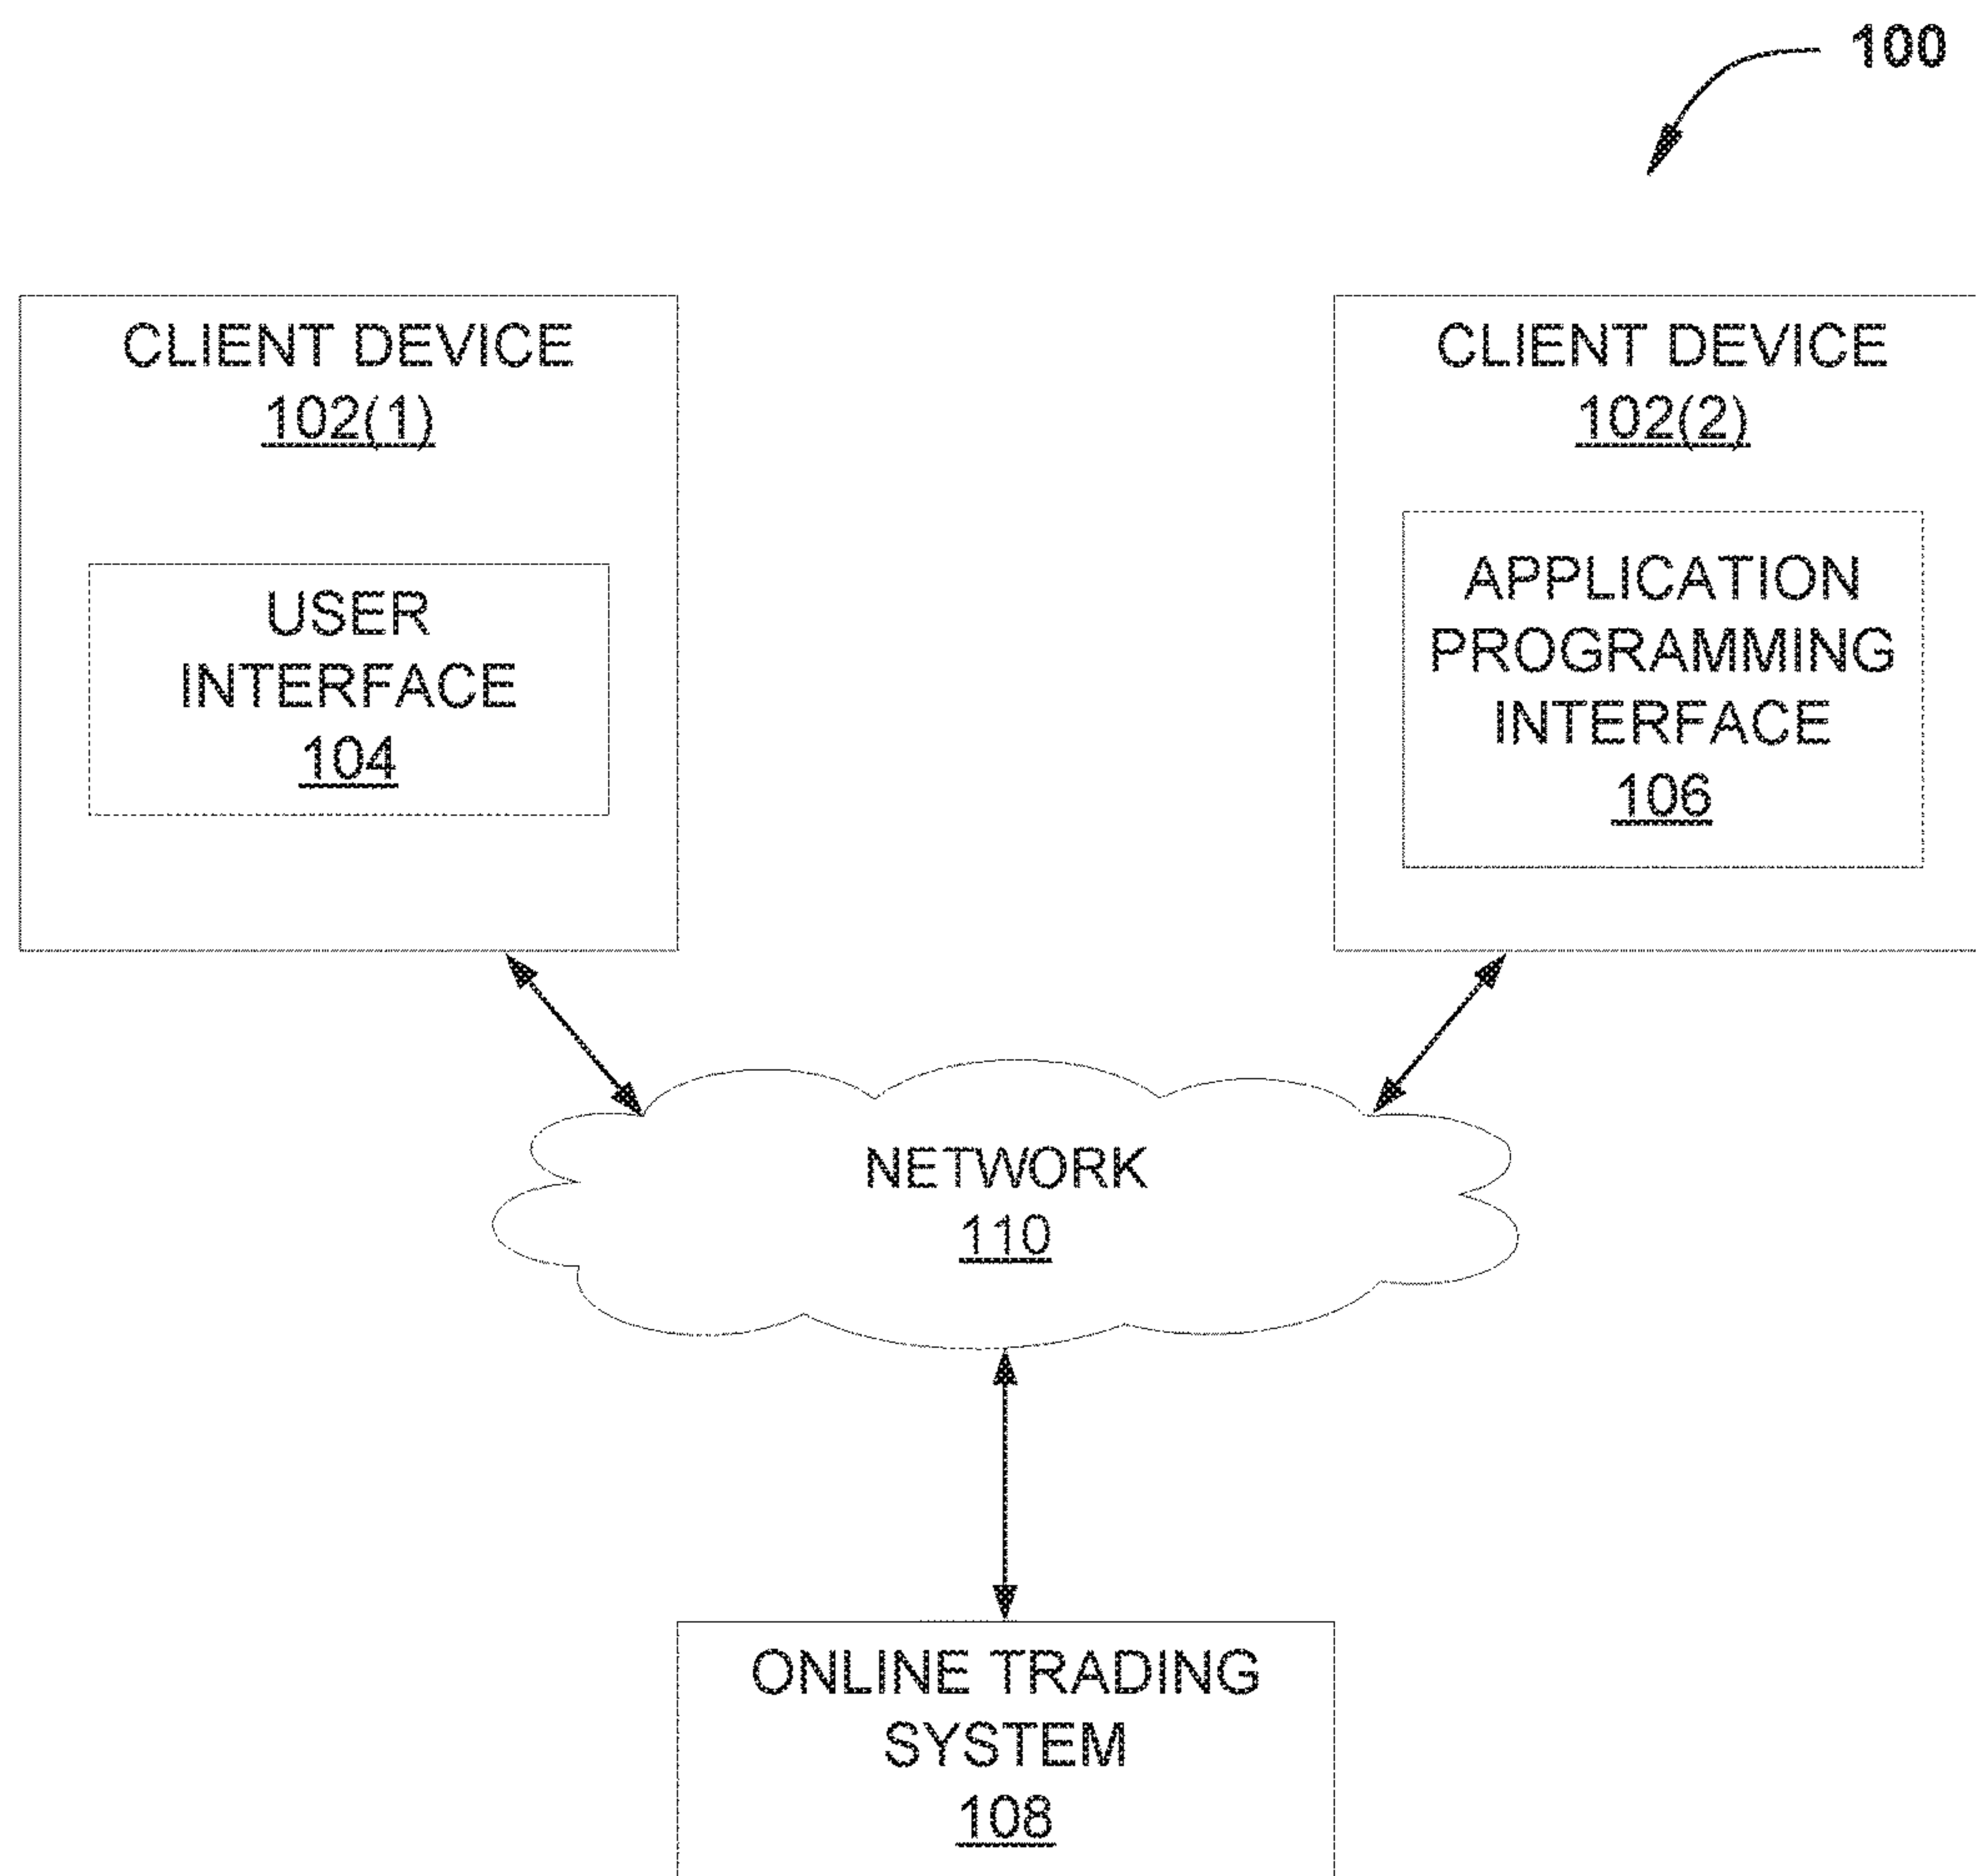 100
CLIENT DEVICE
102(1)
USER
INTERFACE
104
CLIENT DEVICE
102(2)
APPLICATION
PROGRAMMING
INTERFACE
106
NETWORK
110
ONLINE TRADING
SYSTEM
108